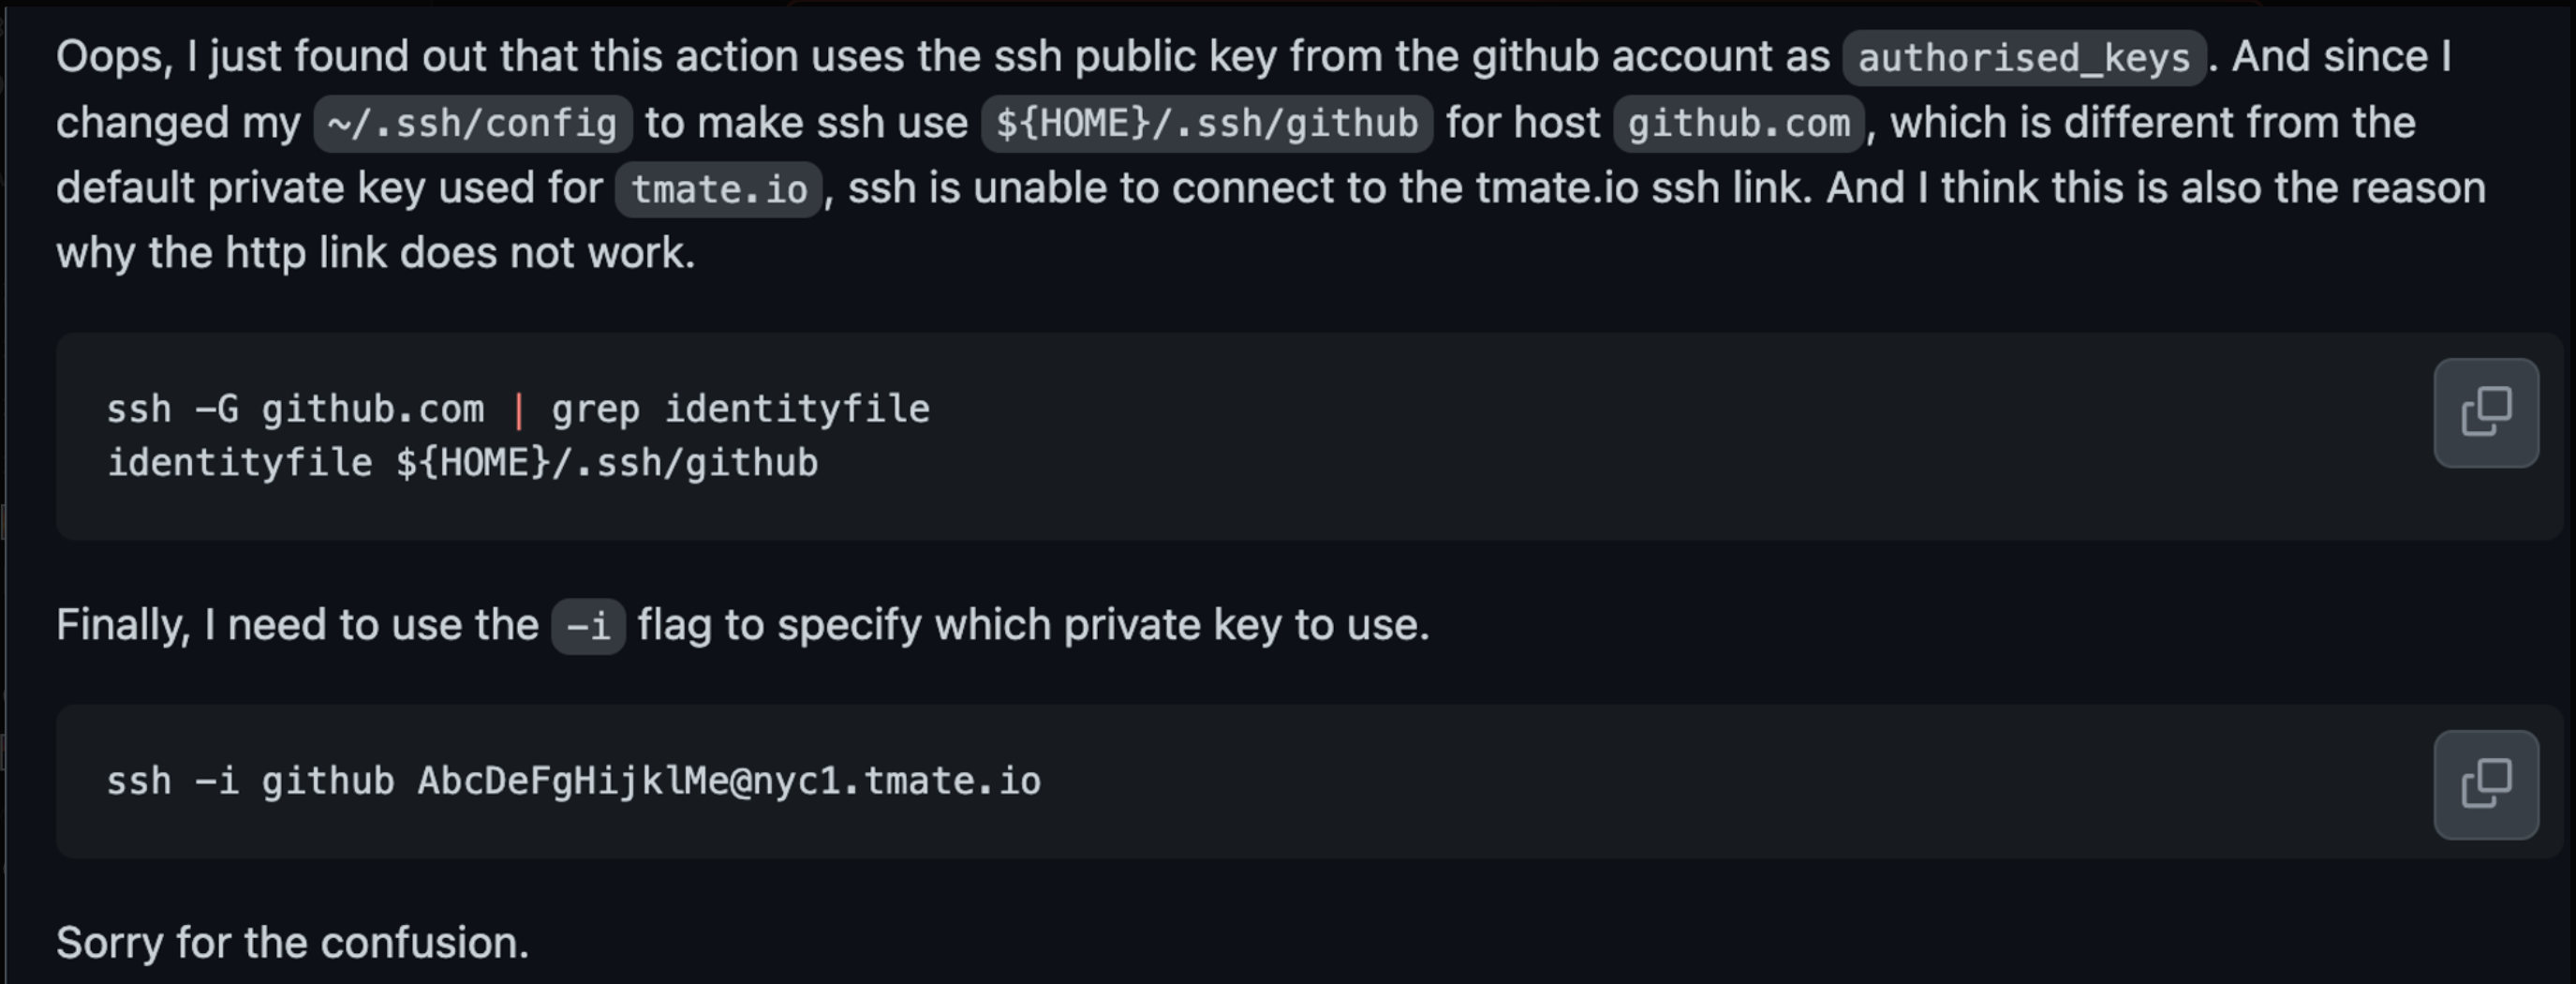 Oops, I just found out that this action uses the ssh public key from the github account as authorised_keys. And since I
changed my ~/.ssh/config to make ssh use ${HOME}/.ssh/github for host github.com, which is different from the
default private key used for tmate.io, ssh is unable to connect to the tmate.io ssh link. And I think this is also the reason
why the http link does not work.
ssh -G github.com | grep identityfile
identityfile ${HOME}/.ssh/github
Finally, I need to use the -i flag to specify which private key to use.
ssh -i github AbcDeFgHijklMe@nyc1.tmate.io
Sorry for the confusion.